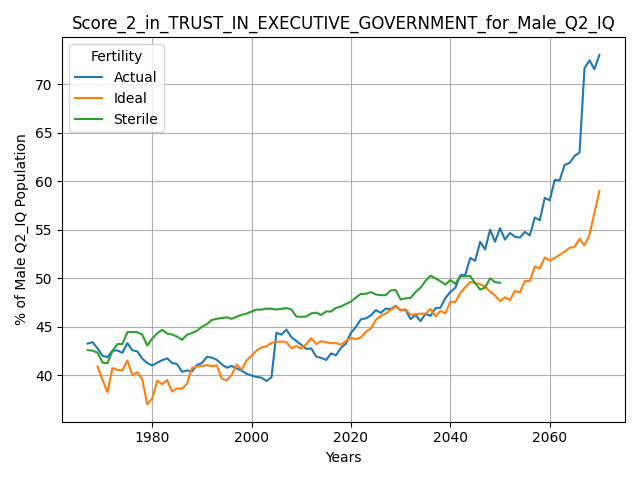 Score_2_in_TRUST_IN_EXECUTIVE_GOVERNMENT_for_Male_Q2_IQ
Fertility
Actual
Ideal
Sterile
% of Male Q2_IQ Population
70
65
60
55
50
45
40
1980
2000
2020
2040
2060
Years